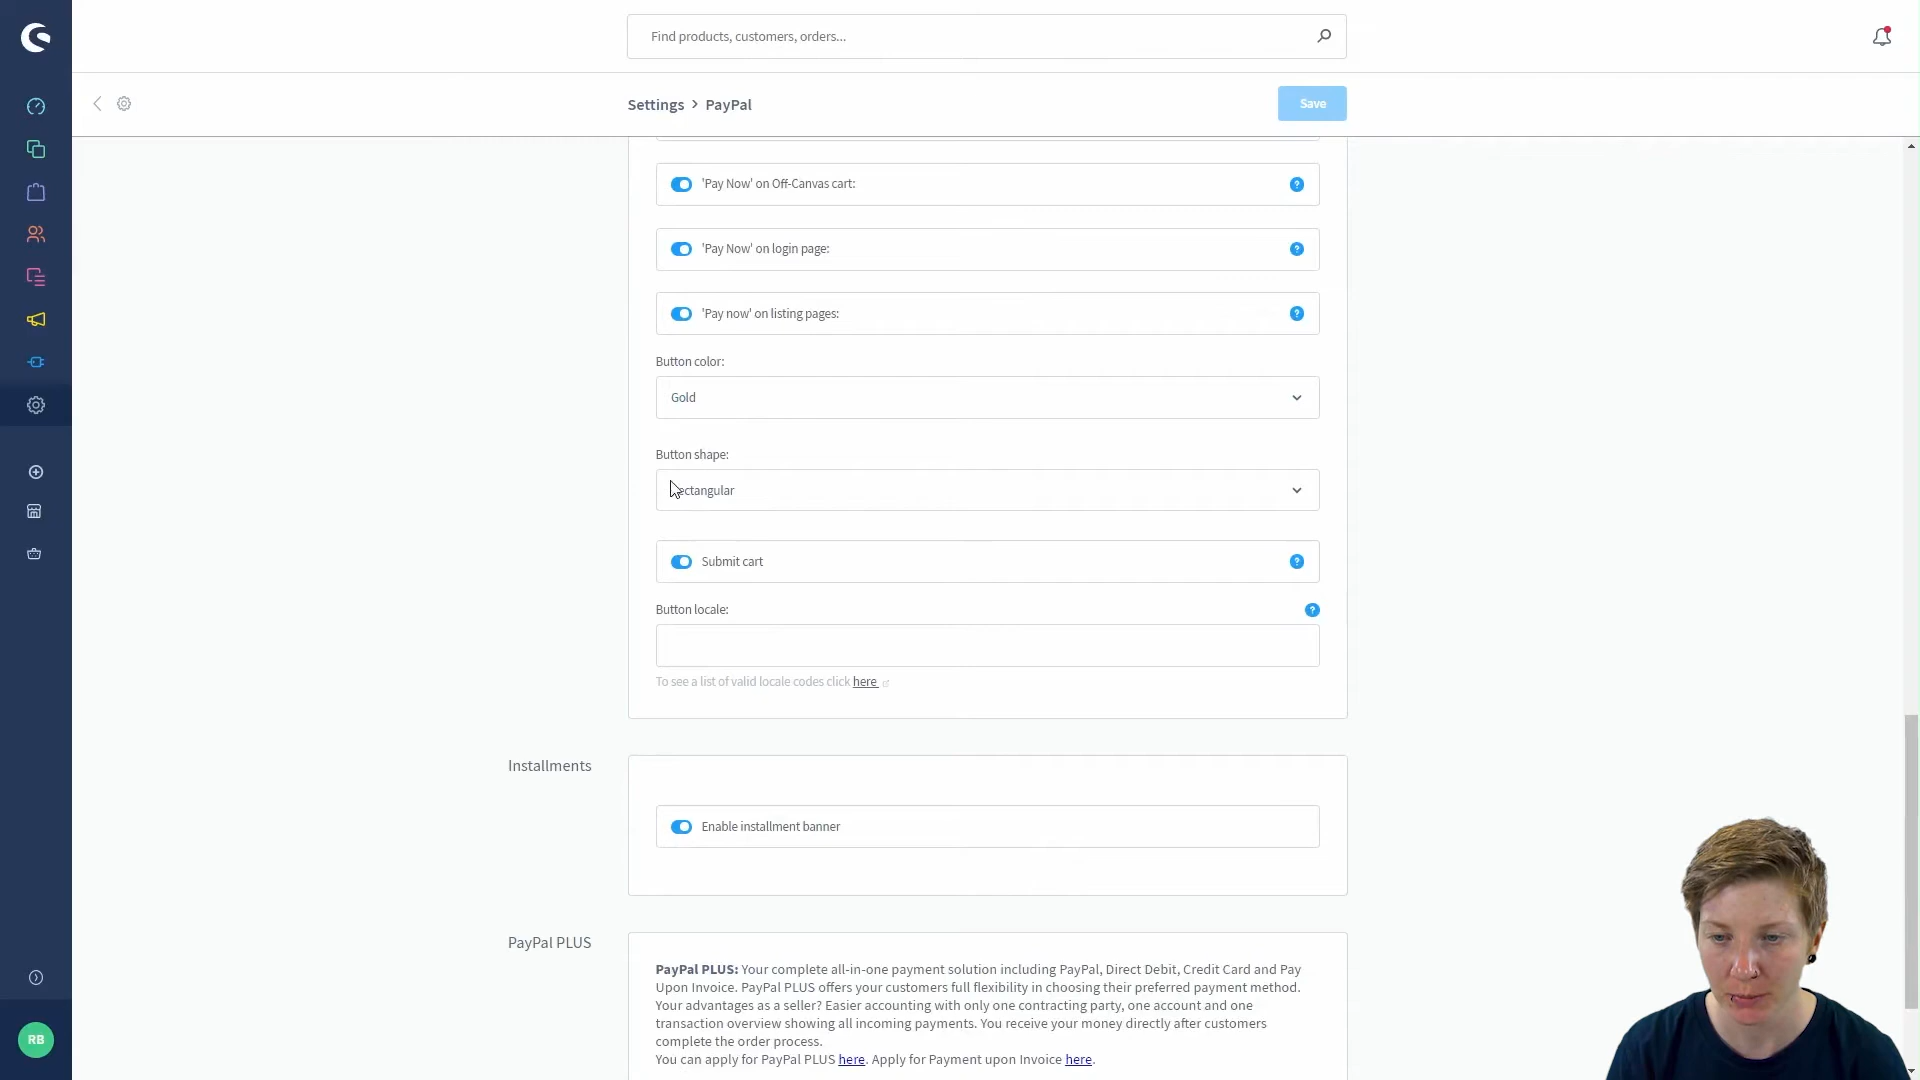 Find products, customers, orders...
Settings > PayPal
Save
'Pay Now' on Off-Canvas cart:
'Pay Now' on login page:
'Pay now' on listing pages:
Button color:
Gold
Button shape:
ectangular
Submit cart
Button locale:
To see a list of valid locale codes click here
Installments
Enable installment banner
PayPal PLUS
PayPal PLUS: Your complete all-in-one payment solution including PayPal, Direct Debit, Credit Card and Pay
Upon Invoice. PayPal PLUS offers your customers full flexibility in choosing their preferred payment method.
Your advantages as a seller? Easier accounting with only one contracting party, one account and one
transaction overview showing all incoming payments. You receive your money directly after customers
complete the order process.
You can apply for PayPal PLUS here. Apply for Payment upon Invoice here.
RB